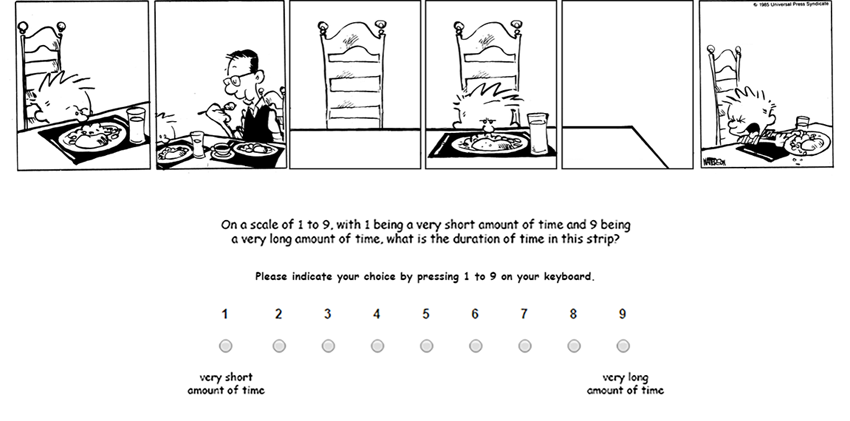 © 1985 Universal Press Syndicate
WATTERSON
On a scale of 1 to 9, with 1 being a very short amount of time and 9 being
a very long amount of time, what is the duration of time in this strip?
Please indicate your choice by pressing 1 to 9 on your keyboard.
1 2 3 4 5 6 7 8 9
very short very long
amount of time amount of time